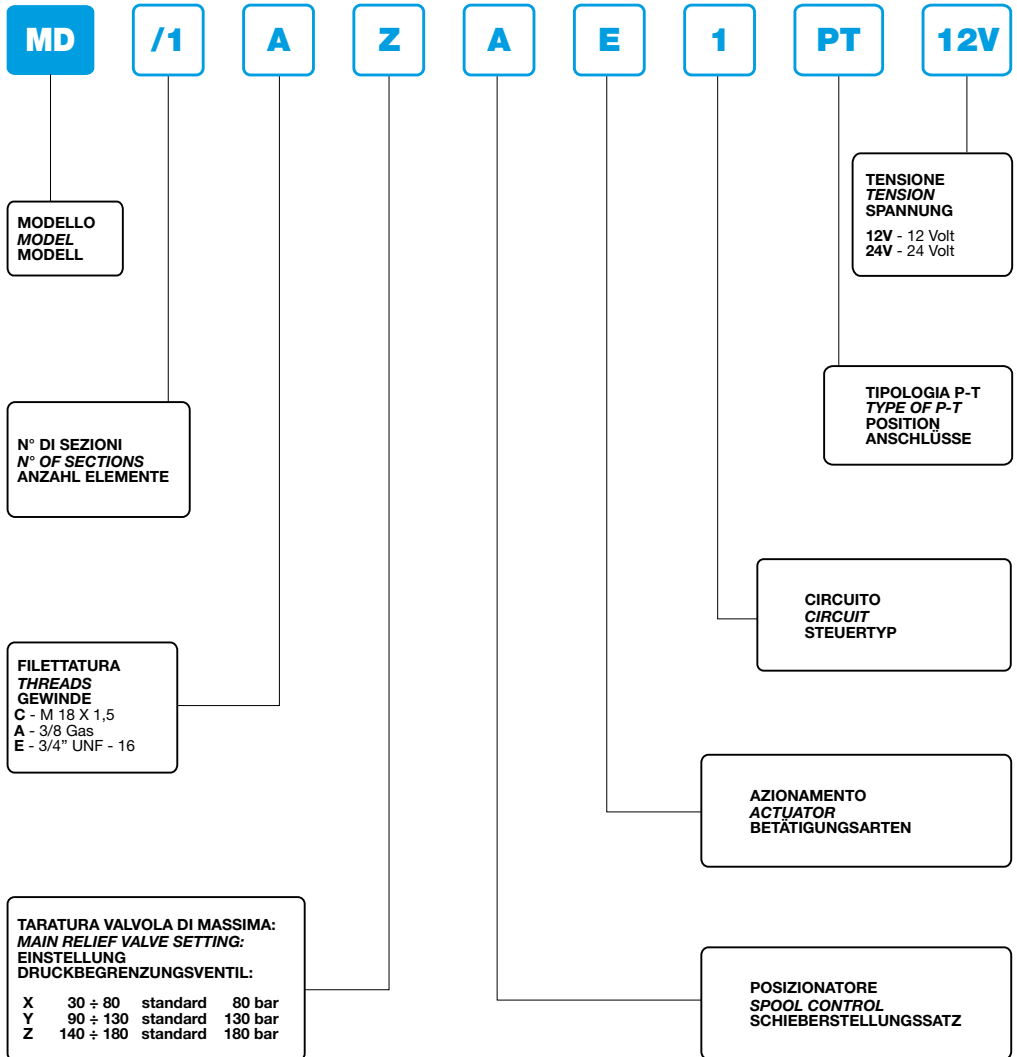 MD /1 A Z A E 1 PT 12V
TENSIONE
TENSION
SPANNUNG
12V - 12 Volt
24V - 24 Volt
MODELLO
MODEL
MODELL
TIPOLOGIA P-T
TYPE OF P-T
POSITION
ANSCHLÜSSE
N° DI SEZIONI
N° OF SECTIONS
ANZAHL ELEMENTE
CIRCUITO
CIRCUIT
STEUERTYP
FILETTATURA
THREADS
GEWINDE
C - M 18 X 1,5
A - 3/8 Gas
E - 3/4” UNF - 16
AZIONAMENTO
ACTUATOR
BETÄTIGUNGSARTEN
TARATURA VALVOLA DI MASSIMA:
MAIN RELIEF VALVE SETTING:
EINSTELLUNG
DRUCKBEGRENZUNGSVENTIL:
X 30 ÷ 80 standard 80 bar
Y 90 ÷ 130 standard 130 bar
Z 140 ÷ 180 standard 180 bar
POSIZIONATORE
SPOOL CONTROL
SCHIEBERSTELLUNGSSATZ